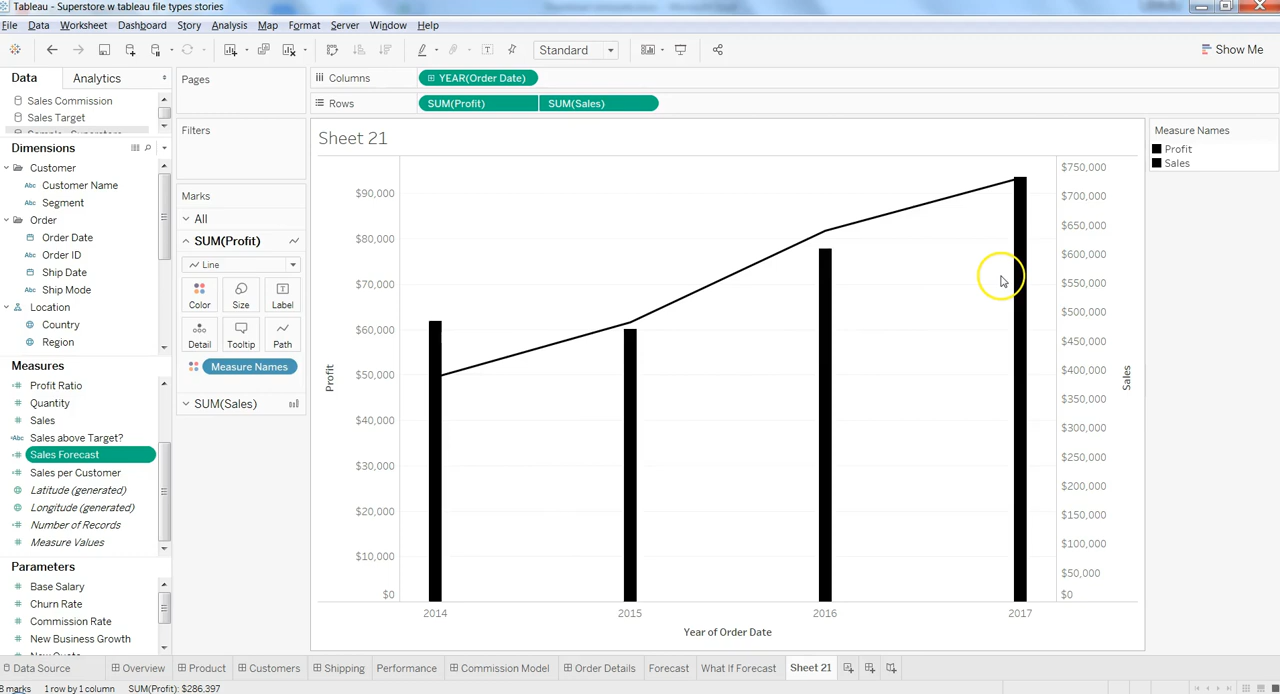 Tableau - Superstore w tableau file types stories
File Data Worksheet Dashboard Story Analysis Map Format Server Window Help
Standard
Show Me
Data Analytics
Sales Commission
Sales Target
Dimensions
Customer
Abc Customer Name
Abc Segment
Order
Order Date
Abc Order ID
Ship Date
Abc Ship Mode
Location
Country
Region
Measures
Profit Ratio
Quantity
Sales
Abc Sales above Target?
Sales Forecast
Sales per Customer
Latitude (generated)
Longitude (generated)
Number of Records
Measure Values
Parameters
Base Salary
Churn Rate
Commission Rate
New Business Growth
Pages
Filters
Marks
All
SUM(Profit)
Line
Color Size Label
Detail Tooltip Path
Measure Names
SUM(Sales)
Columns YEAR(Order Date)
Rows SUM(Profit) SUM(Sales)
Sheet 21
$90,000
$80,000
$70,000
$60,000
$50,000
$40,000
$30,000
$20,000
$10,000
$0
Profit
$750,000
$700,000
$650,000
$600,000
$550,000
$500,000
$450,000
$400,000
$350,000
$300,000
$250,000
$200,000
$150,000
$100,000
$50,000
$0
Sales
2014 2015 2016 2017
Year of Order Date
Measure Names
Profit
Sales
Data Source Overview Product Customers Shipping Performance Commission Model Order Details Forecast What If Forecast Sheet 21
8 marks 1 row by 1 column SUM(Profit): $286,397